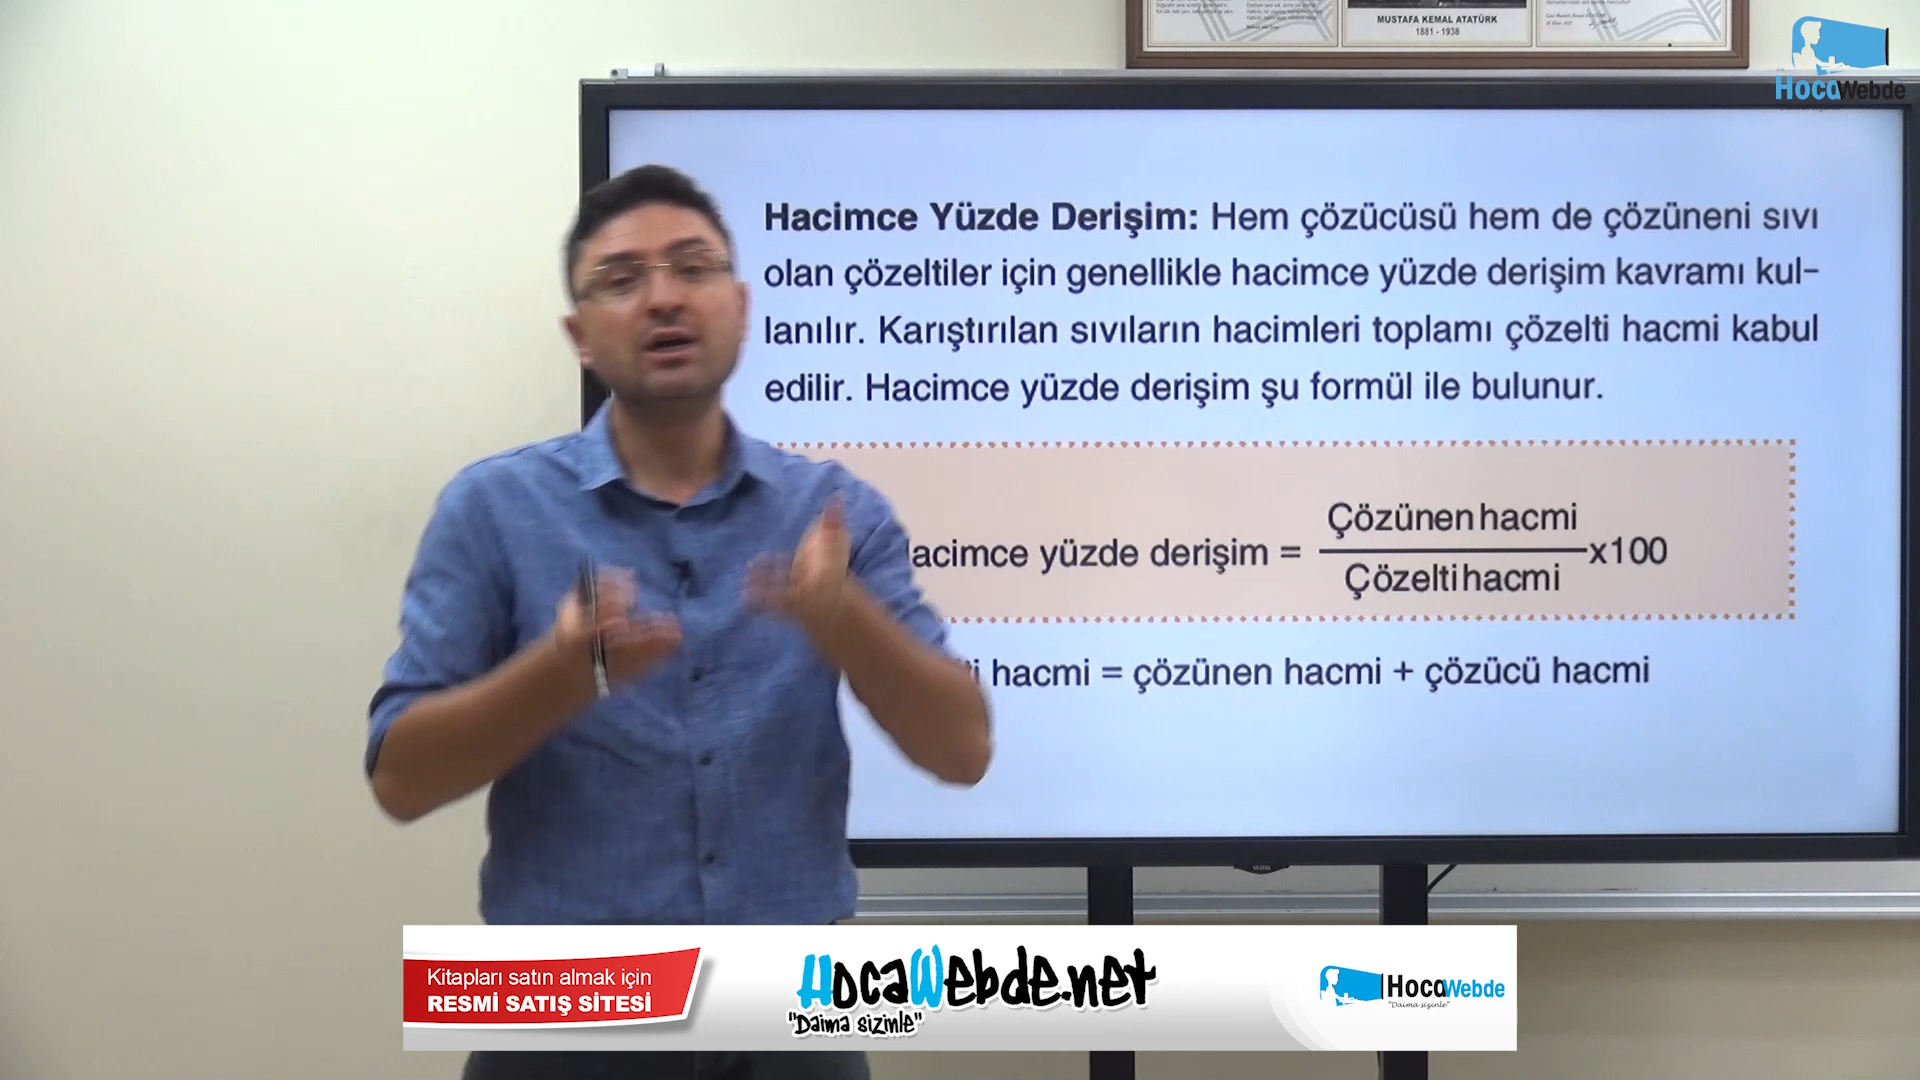 MUSTAFA KEMAL ATATÜRK
1881 - 1938
HocaWebde
Hacimce Yüzde Derişim: Hem çözücüsü hem de çözüneni sıvı
olan çözeltiler için genellikle hacimce yüzde derişim kavramı kul-
lanılır. Karıştırılan sıvıların hacimleri toplamı çözelti hacmi kabul
edilir. Hacimce yüzde derişim şu formül ile bulunur.
acimce yüzde derişim = Çözünen hacmi
Çözelti hacmi
x100
ti hacmi = çözünen hacmi + çözücü hacmi
Kitapları satın almak için
RESMİ SATIŞ SİTESİ
HocaWebde.net
"Daima sizinle"
HocaWebde
"Daima sizinle"